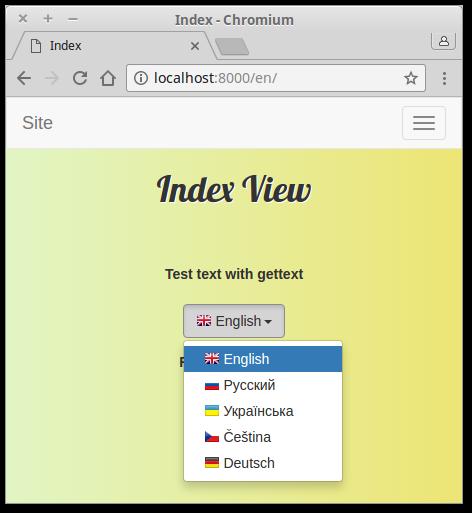 Index - Chromium
Index
localhost:8000/en/
Site
Index View
Test text with gettext
English
English
Русский
Українська
Čeština
Deutsch